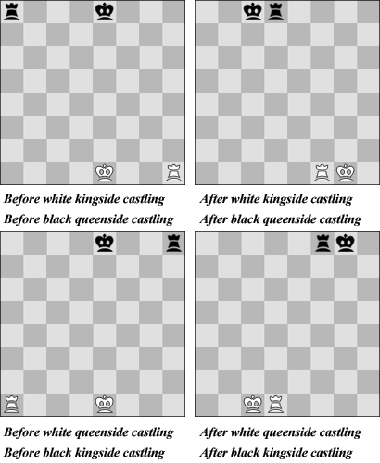 Before white kingside castling
Before black queenside castling
After white kingside castling
After black queenside castling
Before white queenside castling
Before black kingside castling
After white queenside castling
After black kingside castling